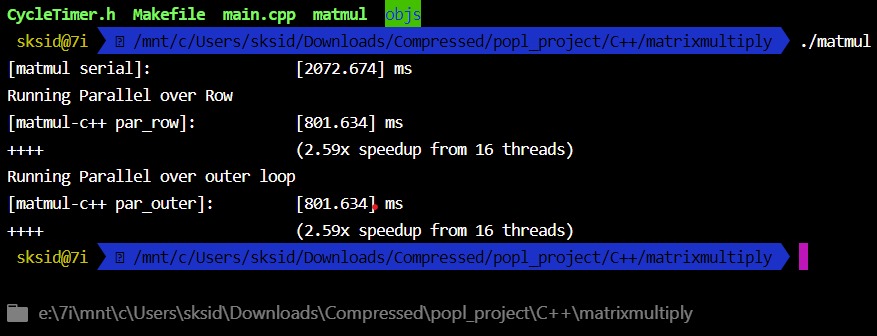 CycleTimer.h Makefile main.cpp matmul objs
sksid@7i /mnt/c/Users/sksid/Downloads/Compressed/popl_project/C++/matrixmultiply ./matmul
[matmul serial]: [2072.674] ms
Running Parallel over Row
[matmul-c++ par_row]: [801.634] ms
++++ (2.59x speedup from 16 threads)
Running Parallel over outer loop
[matmul-c++ par_outer]: [801.634] ms
++++ (2.59x speedup from 16 threads)
sksid@7i /mnt/c/Users/sksid/Downloads/Compressed/popl_project/C++/matrixmultiply
e:\7i\mnt\c\Users\sksid\Downloads\Compressed\popl_project\C++\matrixmultiply